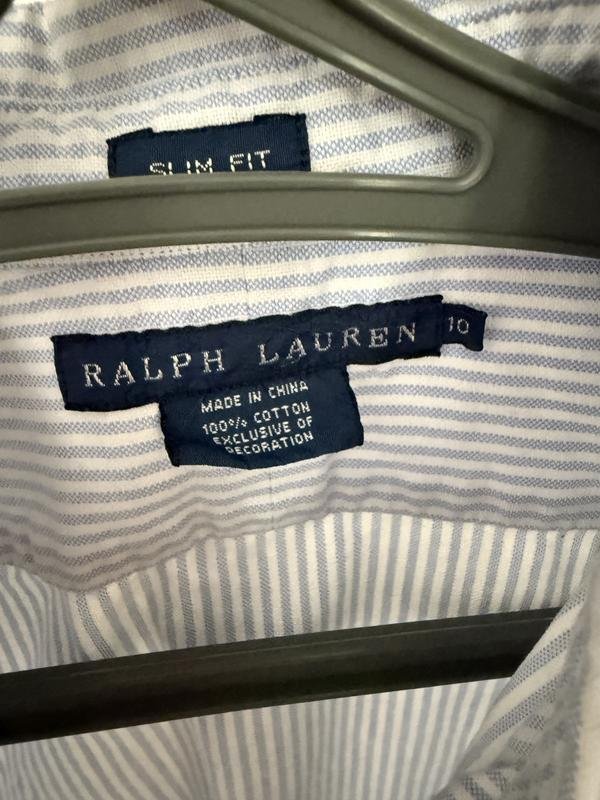 SLIM FIT
RALPH LAUREN 10
MADE IN CHINA
100% COTTON
EXCLUSIVE OF
DECORATION